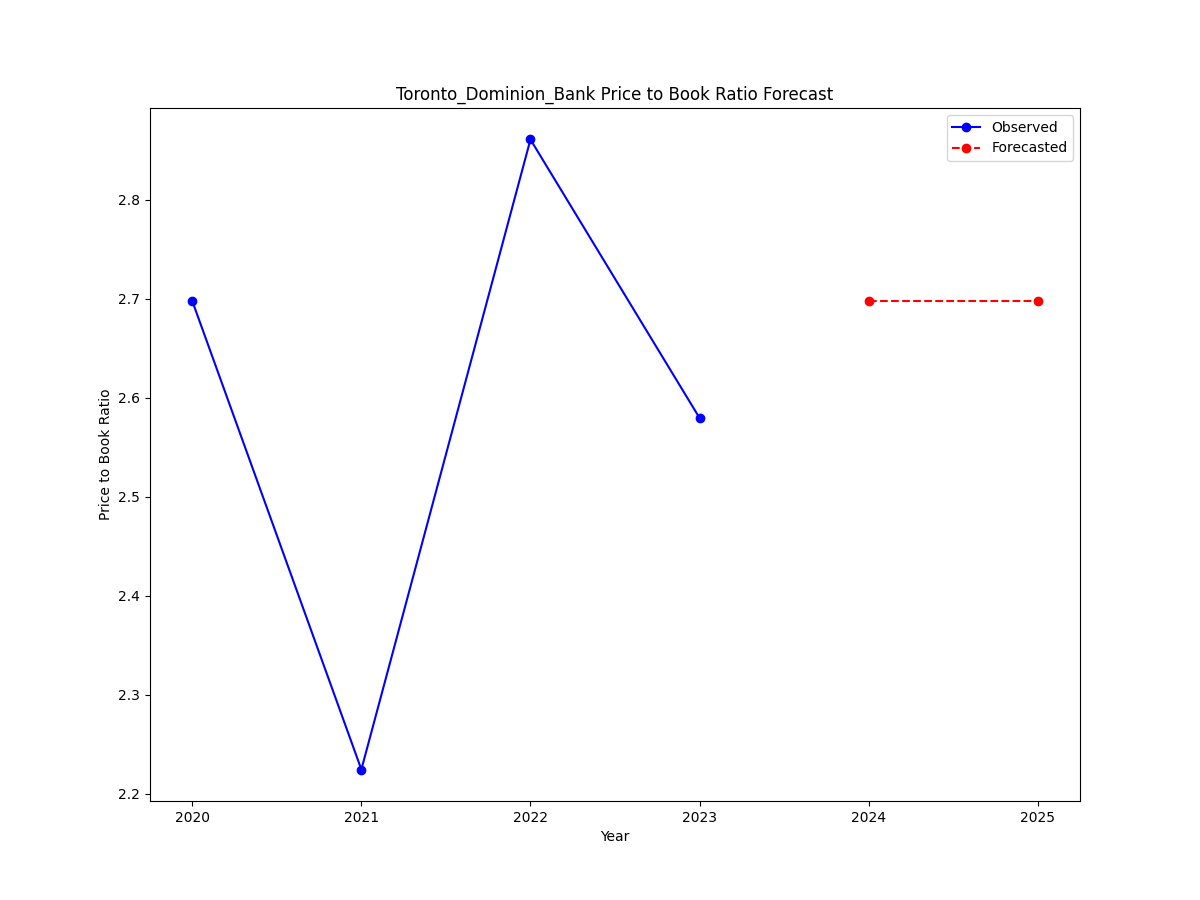 Toronto_Dominion_Bank Price to Book Ratio Forecast
Observed
Forecasted
Price to Book Ratio
2.8
2.7
2.6
2.5
2.4
2.3
2.2
2020 2021 2022 2023 2024 2025
Year